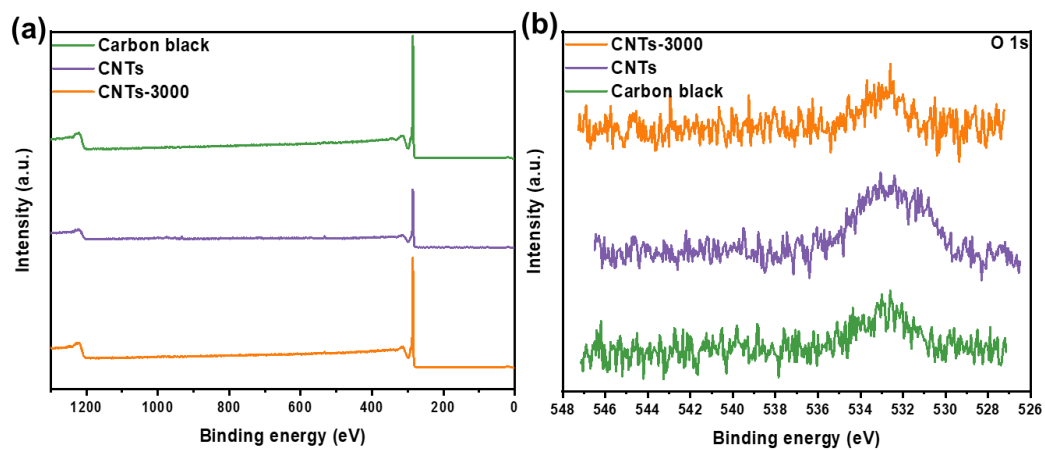 (a)
Carbon black
CNTs
CNTs-3000
Intensity (a.u.)
1200 1000 800 600 400 200 0
Binding energy (eV)
(b)
CNTs-3000
CNTs
Carbon black
O 1s
Intensity (a.u.)
548 546 544 542 540 538 536 534 532 530 528 526
Binding energy (eV)